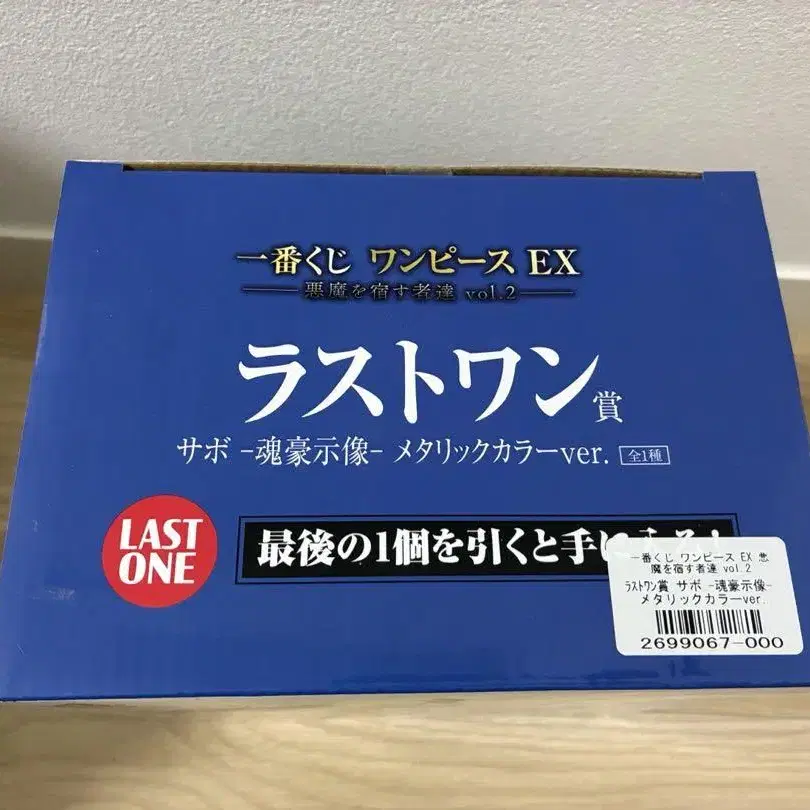 一番くじ ワンピース EX
悪魔を宿す者達 vol.2
ラストワン賞
サボ -魂豪示像- メタリックカラーver. 全1種
LAST
ONE
最後の1個を引くと手に
一番くじ ワンピース EX 悪
魔を宿す者達 vol.2
ﾗｽﾄﾜﾝ賞 サボ -魂豪示像-
メタリックカラーver.
2699067-000